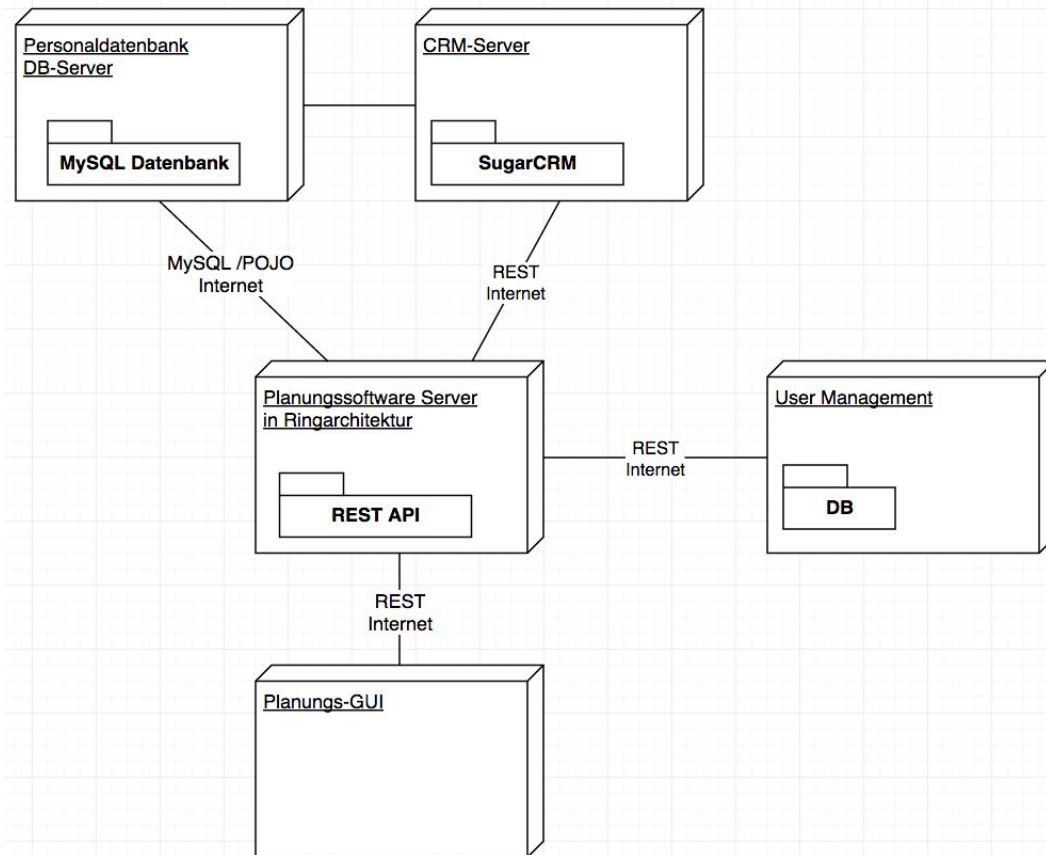 Personaldatenbank
DB-Server
MySQL Datenbank
CRM-Server
SugarCRM
MySQL /POJO
Internet
REST
Internet
Planungssoftware Server
in Ringarchitektur
REST API
REST
Internet
User Management
DB
REST
Internet
Planungs-GUI